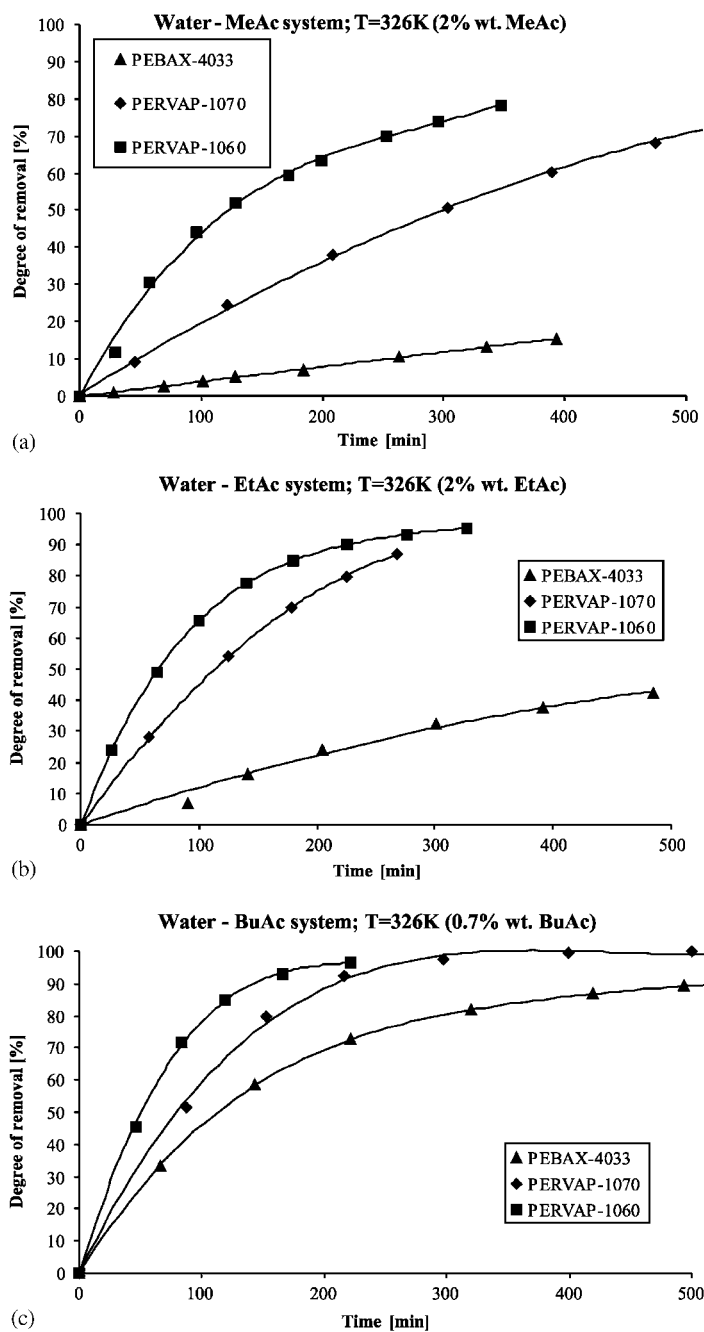 Water - MeAc system; T=326K (2% wt. MeAc)
90
80
70
60
50
40
30
20
10
0
Degree of removal [%]
PEBAX-4033
PERVAP-1070
PERVAP-1060
0 100 200 300 400 500
Time [min]
(a)
Water - EtAc system; T=326K (2% wt. EtAc)
100
90
80
70
60
50
40
30
20
10
0
Degree of removal [%]
PEBAX-4033
PERVAP-1070
PERVAP-1060
0 100 200 300 400 500
Time [min]
(b)
Water - BuAc system; T=326K (0.7% wt. BuAc)
100
90
80
70
60
50
40
30
20
10
0
Degree of removal [%]
PEBAX-4033
PERVAP-1070
PERVAP-1060
0 100 200 300 400 500
Time [min]
(c)